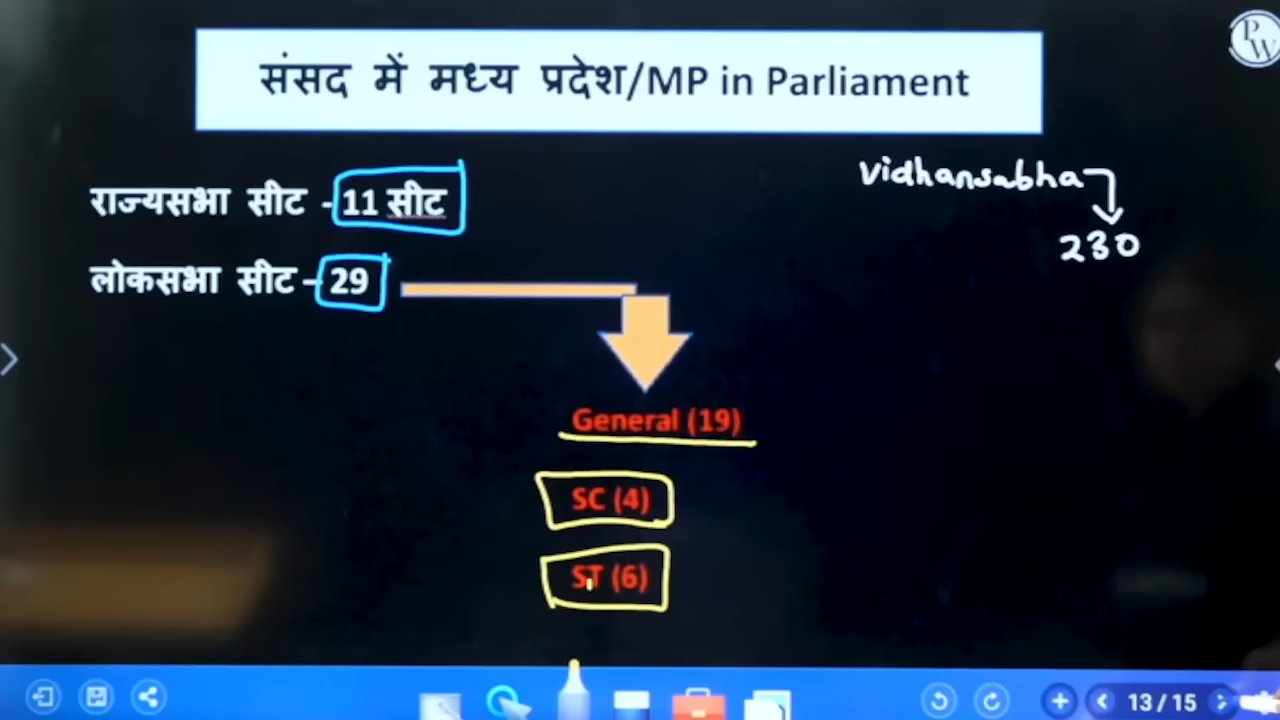 संसद में मध्य प्रदेश/MP in Parliament
PW
राज्यसभा सीट - 11 सीट
Vidhansabha
230
लोकसभा सीट – 29
General (19)
SC (4)
ST (6)
13/15